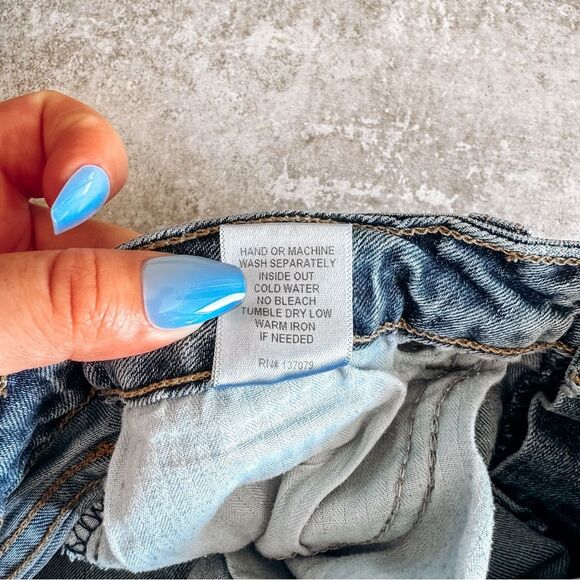 HAND OR MACHINE
WASH SEPARATELY
INSIDE OUT
COLD WATER
NO BLEACH
TUMBLE DRY LOW
WARM IRON
IF NEEDED
RN# 137079